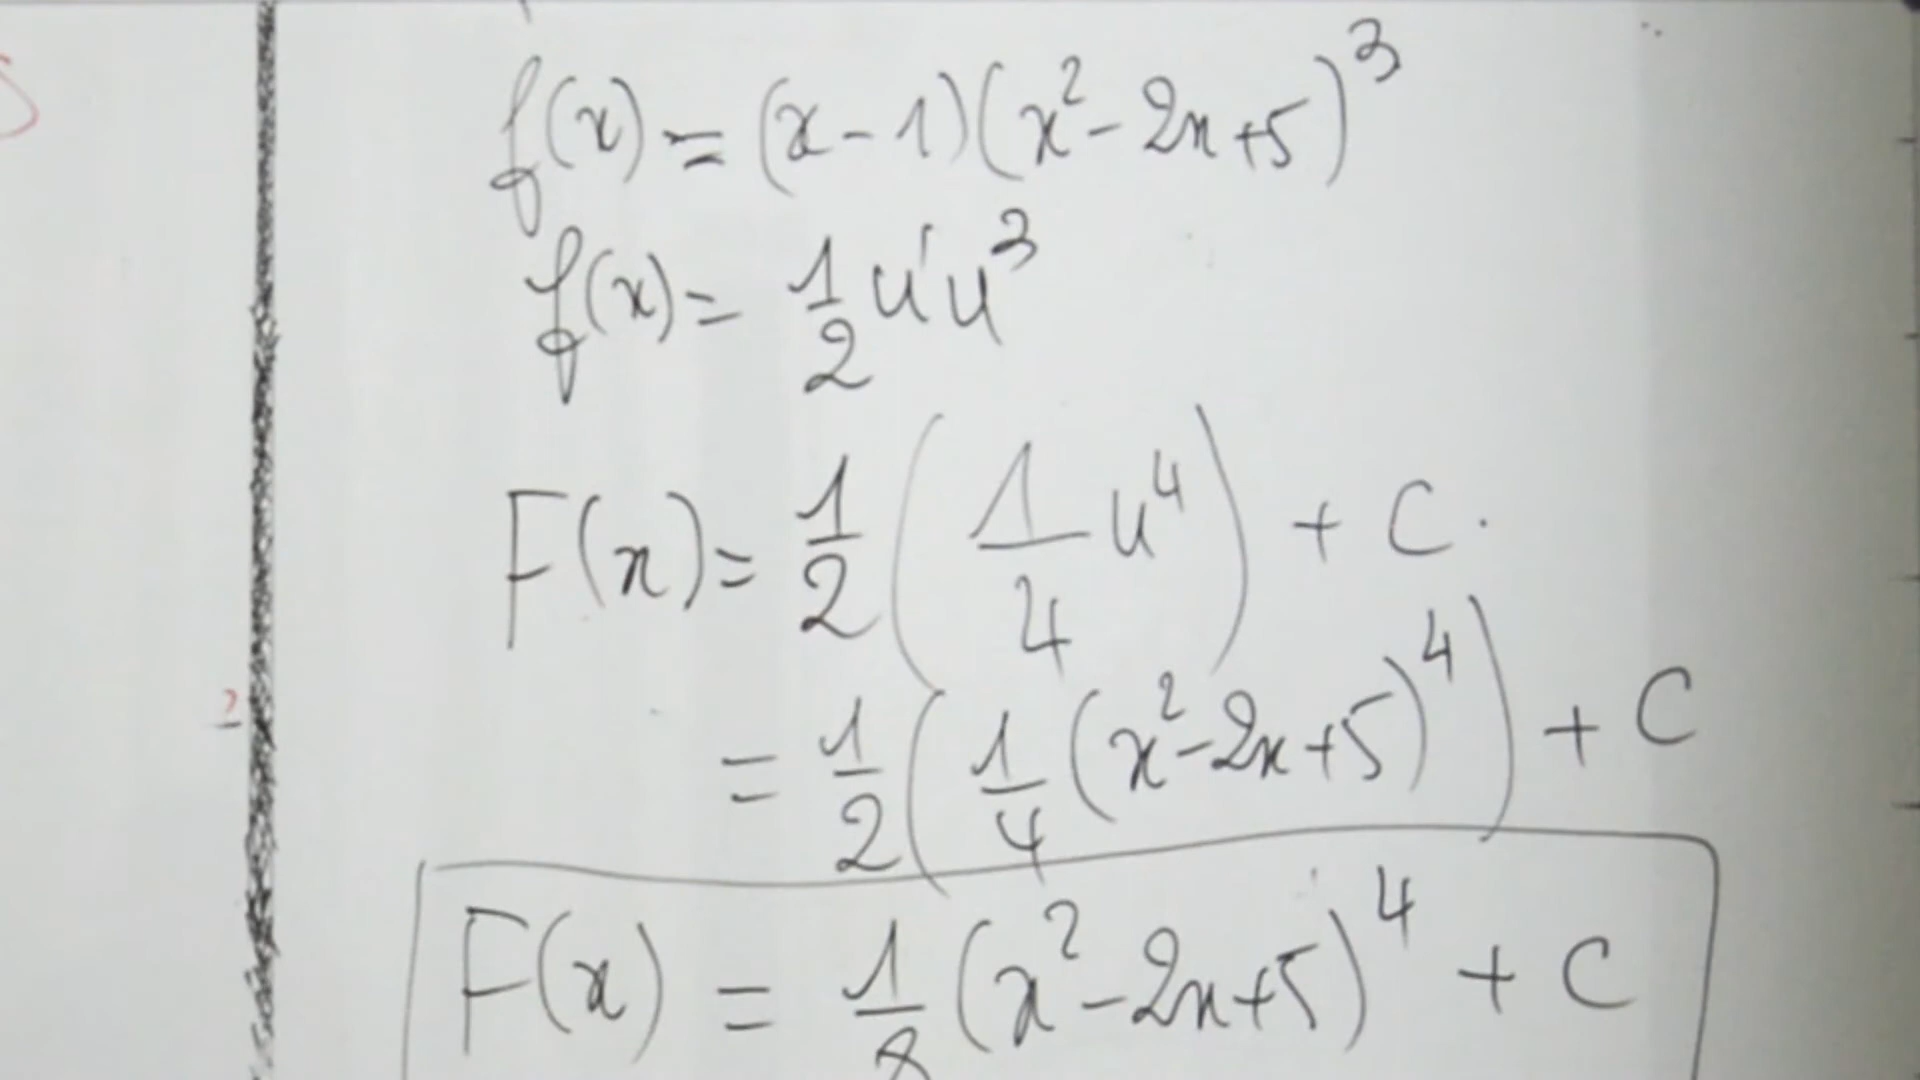 f(x) = (x - 1)(x² - 2x + 5)³
f(x) = 1/2 u'u³
F(x) = 1/2 (1/4 u⁴) + C.
= 1/2 (1/4 (x² - 2x + 5)⁴) + C
F(x) = 1/8 (x² - 2x + 5)⁴ + C